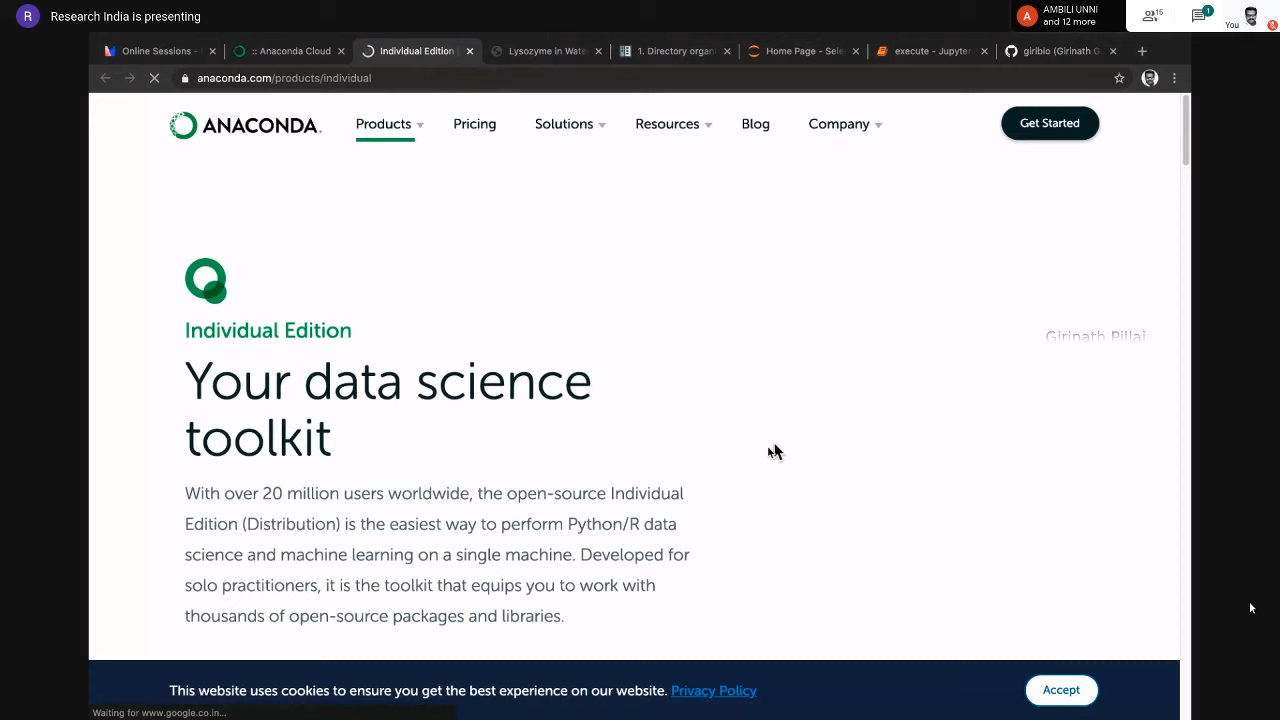 R Research India is presenting
A AMBILI UNNI
and 12 more
15
1
You
Online Sessions -
:: Anaconda Cloud
Individual Edition
Lysozyme in Wate
1. Directory organ
Home Page - Sele
execute - Jupyter
giribio (Girinath G
anaconda.com/products/individual
ANACONDA.
Products
Pricing
Solutions
Resources
Blog
Company
Get Started
Individual Edition
Girinath Pillai
Your data science
toolkit
With over 20 million users worldwide, the open-source Individual
Edition (Distribution) is the easiest way to perform Python/R data
science and machine learning on a single machine. Developed for
solo practitioners, it is the toolkit that equips you to work with
thousands of open-source packages and libraries.
This website uses cookies to ensure you get the best experience on our website. Privacy Policy
Accept
Waiting for www.google.co.in...